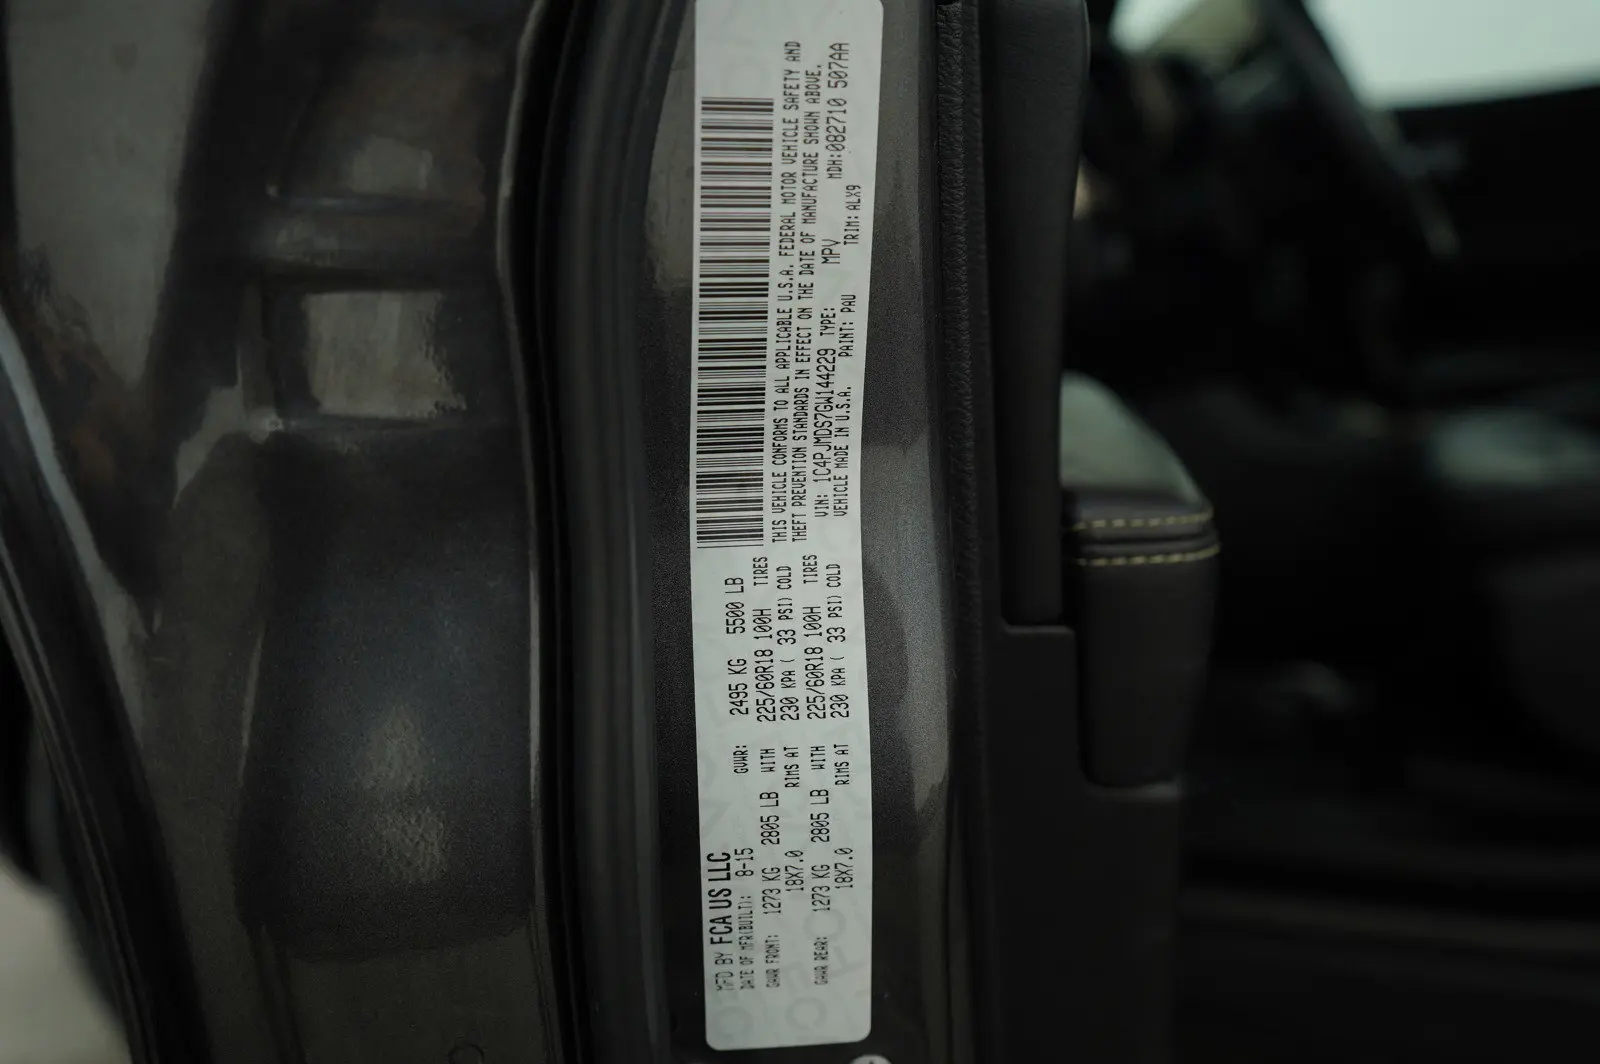 MFD BY FCA US LLC
DATE OF MFR(BUILT): 8-15 GVWR: 2495 KG 5500 LB
GAWR FRONT: 1273 KG 2805 LB WITH 225/60R18 100H TIRES
18X7.0 RIMS AT 230 KPA ( 33 PSI) COLD
GAWR REAR: 1273 KG 2805 LB WITH 225/60R18 100H TIRES
18X7.0 RIMS AT 230 KPA ( 33 PSI) COLD
THIS VEHICLE CONFORMS TO ALL APPLICABLE U.S.A. FEDERAL MOTOR VEHICLE SAFETY AND
THEFT PREVENTION STANDARDS IN EFFECT ON THE DATE OF MANUFACTURE SHOWN ABOVE.
VIN: 1C4PJMDS7GW144229 TYPE: MPV MDH:082710 507AA
VEHICLE MADE IN U.S.A. PAINT: PAU TRIM: ALX9